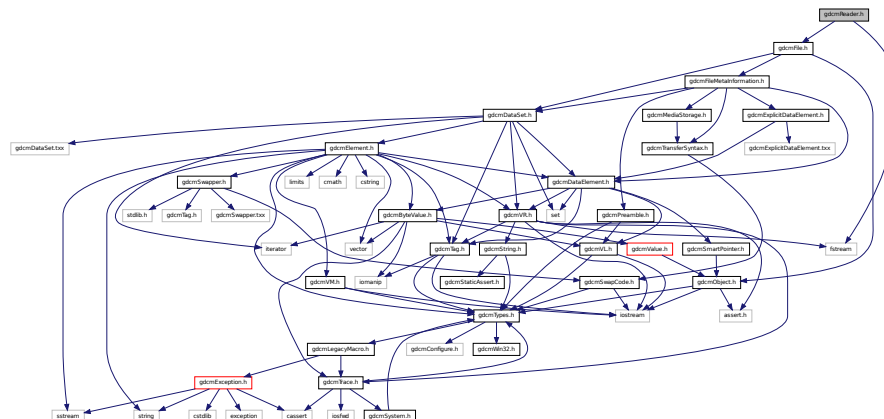 gdcmReader.h
gdcmFile.h
gdcmFileMetaInformation.h
gdcmDataSet.h
gdcmMediaStorage.h
gdcmExplicitDataElement.h
gdcmDataSet.txx
gdcmElement.h
gdcmTransferSyntax.h
gdcmExplicitDataElement.txx
gdcmSwapper.h
limits
cmath
cstring
gdcmDataElement.h
stdlib.h
gdcmTag.h
gdcmSwapper.txx
gdcmByteValue.h
gdcmVR.h
set
gdcmPreamble.h
iterator
vector
gdcmTag.h
gdcmString.h
gdcmVL.h
gdcmValue.h
gdcmSmartPointer.h
fstream
gdcmVM.h
iomanip
gdcmStaticAssert.h
gdcmSwapCode.h
gdcmObject.h
gdcmTypes.h
iostream
assert.h
gdcmLegacyMacro.h
gdcmConfigure.h
gdcmWin32.h
gdcmException.h
gdcmTrace.h
sstream
string
cstdlib
exception
cassert
iosfwd
gdcmSystem.h